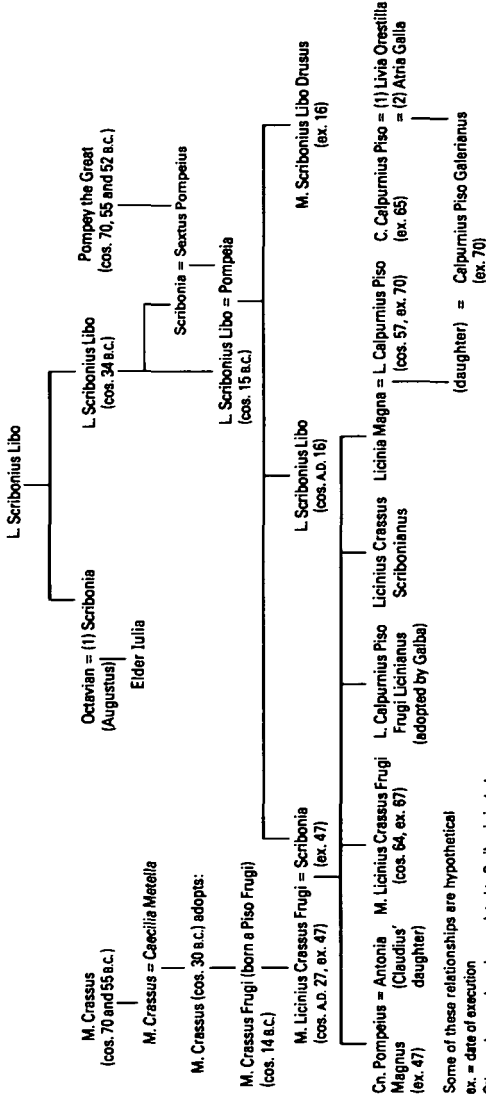 L. Scribonius Libo
Octavian = (1) Scribonia
(Augustus)
Elder Iulia
L. Scribonius Libo
(cos. 34 B.C.)
Pompey the Great
(cos. 70, 55 and 52 B.C.)
Scribonia = Sextus Pompeius
L. Scribonius Libo = Pompeia
(cos. 15 B.C.)
M. Crassus
(cos. 70 and 55 B.C.)
M. Crassus = Caecilia Metella
M. Crassus (cos. 30 B.C.) adopts:
M. Crassus Frugi (born a Piso Frugi)
(cos. 14 B.C.)
M. Licinius Crassus Frugi = Scribonia
(cos. A.D. 27, ex. 47)
(ex. 47)
L. Scribonius Libo
(cos. A.D. 16)
M. Scribonius Libo Drusus
(ex. 16)
Cn. Pompeius = Antonia
Magnus
(Claudius'
(ex. 47)
daughter)
M. Licinius Crassus Frugi
(cos. 64, ex. 67)
L. Calpurnius Piso
Frugi Licinianus
(adopted by Galba)
Licinius Crassus
Scribonianus
Licinia Magna = L. Calpurnius Piso
(cos. 57, ex. 70)
C. Calpurnius Piso = (1) Livia Orestilla
(ex. 65)
= (2) Atria Galla
(daughter) = Calpurnius Piso Galerianus
(ex. 70)
Some of these relationships are hypothetical
ex. = date of execution